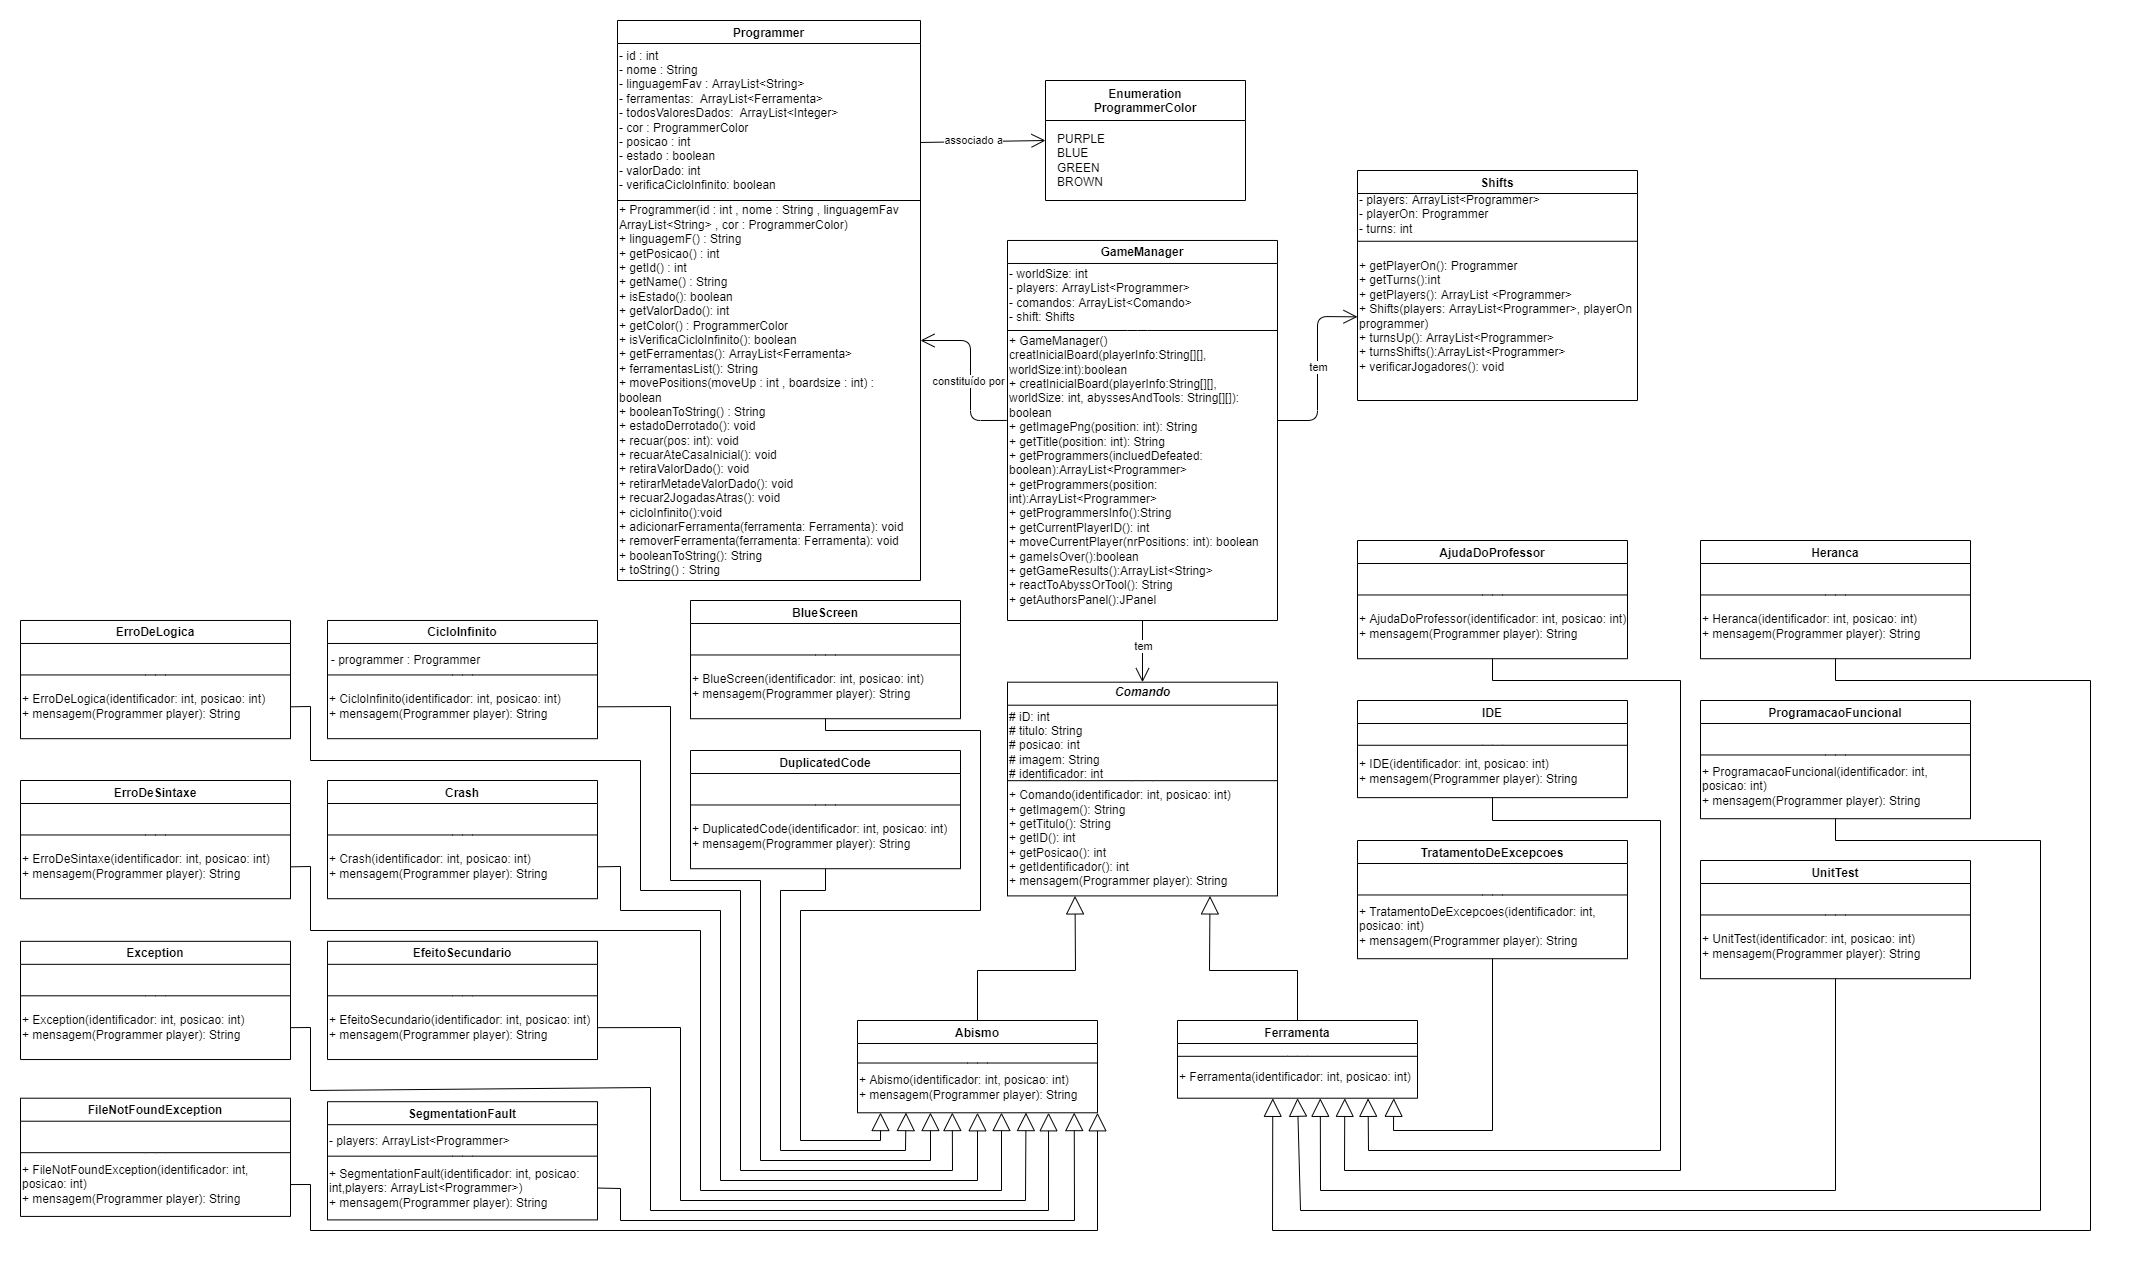 Programmer
- id : int
- nome : String
- linguagemFav : ArrayList<String>
- ferramentas:  ArrayList<Ferramenta>
- todosValoresDados:  ArrayList<Integer>
- cor : ProgrammerColor
- posicao : int
- estado : boolean
- valorDado: int
- verificaCicloInfinito: boolean
+ Programmer(id : int , nome : String , linguagemFav
ArrayList<String> , cor : ProgrammerColor)
+ linguagemF() : String
+ getPosicao() : int
+ getId() : int
+ getName() : String
+ isEstado(): boolean
+ getValorDado(): int
+ getColor() : ProgrammerColor
+ isVerificaCicloInfinito(): boolean
+ getFerramentas(): ArrayList<Ferramenta>
+ ferramentasList(): String
+ movePositions(moveUp : int , boardsize : int) :
boolean
+ booleanToString() : String
+ estadoDerrotado(): void
+ recuar(pos: int): void
+ recuarAteCasaInicial(): void
+ retiraValorDado(): void
+ retirarMetadeValorDado(): void
+ recuar2JogadasAtras(): void
+ cicloInfinito():void
+ adicionarFerramenta(ferramenta: Ferramenta): void
+ removerFerramenta(ferramenta: Ferramenta): void
+ booleanToString(): String
+ toString() : String
associado a
Enumeration
ProgrammerColor
PURPLE
BLUE
GREEN
BROWN
Shifts
- players: ArrayList<Programmer>
- playerOn: Programmer
- turns: int
+ getPlayerOn(): Programmer
+ getTurns():int
+ getPlayers(): ArrayList <Programmer>
+ Shifts(players: ArrayList<Programmer>, playerOn
programmer)
+ turnsUp(): ArrayList<Programmer>
+ turnsShifts():ArrayList<Programmer>
+ verificarJogadores(): void
GameManager
- worldSize: int
- players: ArrayList<Programmer>
- comandos: ArrayList<Comando>
- shift: Shifts
+ GameManager()
creatInicialBoard(playerInfo:String[][],
worldSize:int):boolean
+ creatInicialBoard(playerInfo:String[][],
worldSize: int, abyssesAndTools: String[][]):
boolean
+ getImagePng(position: int): String
+ getTitle(position: int): String
+ getProgrammers(incluedDefeated:
boolean):ArrayList<Programmer>
+ getProgrammers(position:
int):ArrayList<Programmer>
+ getProgrammersInfo():String
+ getCurrentPlayerID(): int
+ moveCurrentPlayer(nrPositions: int): boolean
+ gameIsOver():boolean
+ getGameResults():ArrayList<String>
+ reactToAbyssOrTool(): String
+ getAuthorsPanel():JPanel
constituído por
tem
tem
AjudaDoProfessor
+ AjudaDoProfessor(identificador: int, posicao: int)
+ mensagem(Programmer player): String
Heranca
+ Heranca(identificador: int, posicao: int)
+ mensagem(Programmer player): String
ErroDeLogica
+ ErroDeLogica(identificador: int, posicao: int)
+ mensagem(Programmer player): String
CicloInfinito
- programmer : Programmer
+ CicloInfinito(identificador: int, posicao: int)
+ mensagem(Programmer player): String
BlueScreen
+ BlueScreen(identificador: int, posicao: int)
+ mensagem(Programmer player): String
Comando
# iD: int
# titulo: String
# posicao: int
# imagem: String
# identificador: int
+ Comando(identificador: int, posicao: int)
+ getImagem(): String
+ getTitulo(): String
+ getID(): int
+ getPosicao(): int
+ getIdentificador(): int
+ mensagem(Programmer player): String
IDE
+ IDE(identificador: int, posicao: int)
+ mensagem(Programmer player): String
ProgramacaoFuncional
+ ProgramacaoFuncional(identificador: int,
posicao: int)
+ mensagem(Programmer player): String
DuplicatedCode
+ DuplicatedCode(identificador: int, posicao: int)
+ mensagem(Programmer player): String
ErroDeSintaxe
+ ErroDeSintaxe(identificador: int, posicao: int)
+ mensagem(Programmer player): String
Crash
+ Crash(identificador: int, posicao: int)
+ mensagem(Programmer player): String
TratamentoDeExcepcoes
+ TratamentoDeExcepcoes(identificador: int,
posicao: int)
+ mensagem(Programmer player): String
UnitTest
+ UnitTest(identificador: int, posicao: int)
+ mensagem(Programmer player): String
Exception
+ Exception(identificador: int, posicao: int)
+ mensagem(Programmer player): String
EfeitoSecundario
+ EfeitoSecundario(identificador: int, posicao: int)
+ mensagem(Programmer player): String
Abismo
+ Abismo(identificador: int, posicao: int)
+ mensagem(Programmer player): String
Ferramenta
+ Ferramenta(identificador: int, posicao: int)
FileNotFoundException
+ FileNotFoundException(identificador: int,
posicao: int)
+ mensagem(Programmer player): String
SegmentationFault
- players: ArrayList<Programmer>
+ SegmentationFault(identificador: int, posicao:
int,players: ArrayList<Programmer>)
+ mensagem(Programmer player): String